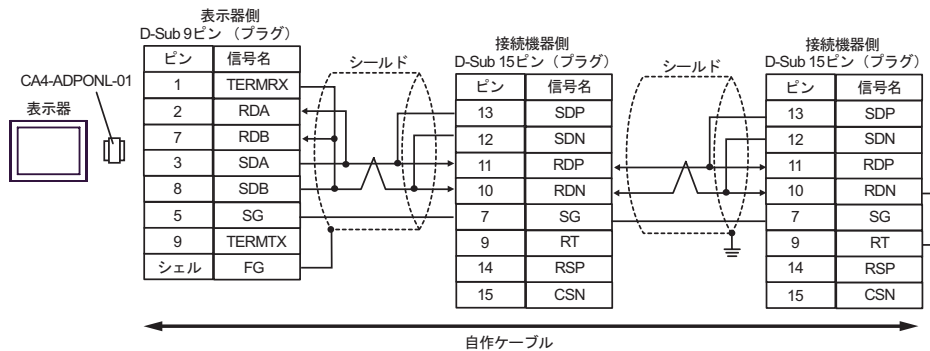 表示器側
D-Sub 9ピン （プラグ）
CA4-ADPONL-01
表示器
ピン 信号名
1 TERMRX
2 RDA
7 RDB
3 SDA
8 SDB
5 SG
9 TERMTX
シェル FG
シールド
接続機器側
D-Sub 15ピン （プラグ）
ピン 信号名
13 SDP
12 SDN
11 RDP
10 RDN
7 SG
9 RT
14 RSP
15 CSN
シールド
接続機器側
D-Sub 15ピン （プラグ）
ピン 信号名
13 SDP
12 SDN
11 RDP
10 RDN
7 SG
9 RT
14 RSP
15 CSN
自作ケーブル